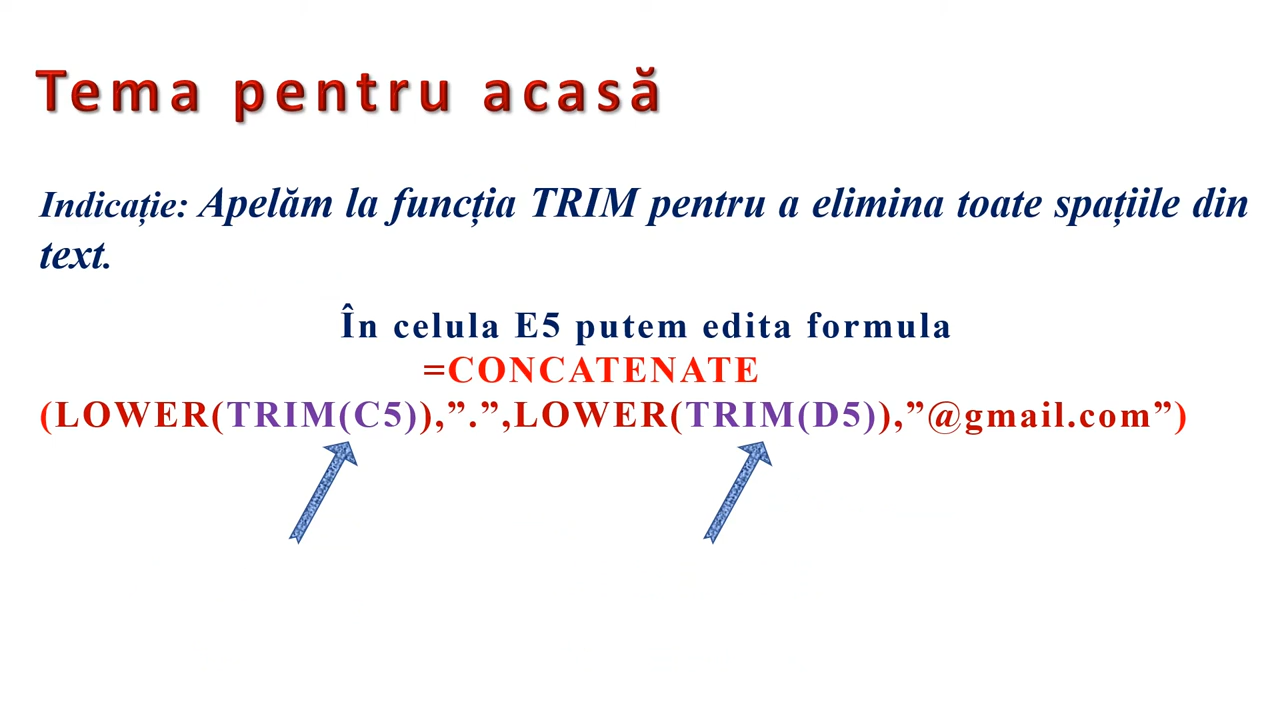 Tema pentru acasă
Indicație: Apelăm la funcția TRIM pentru a elimina toate spațiile din
text.
În celula E5 putem edita formula
=CONCATENATE
(LOWER(TRIM(C5)),”.”,LOWER(TRIM(D5)),”@gmail.com”)